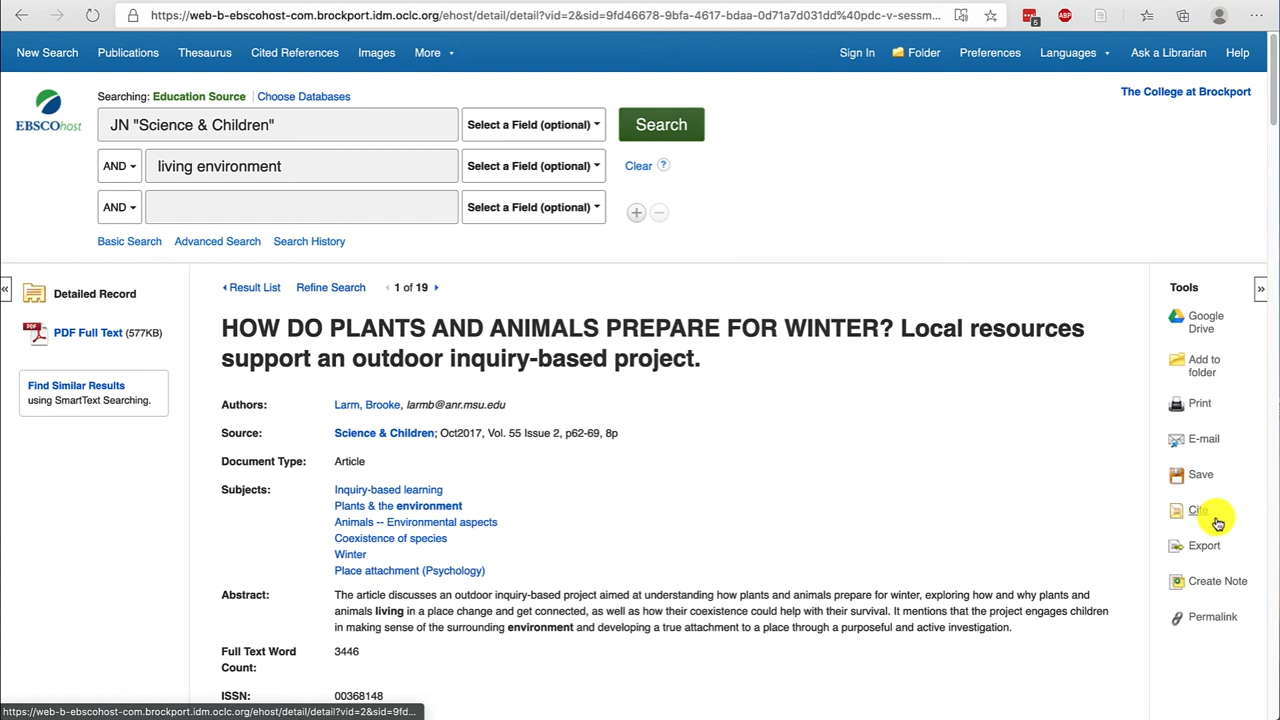 https://web-b-ebscohost-com.brockport.idm.oclc.org/ehost/detail/detail?vid=2&sid=9fd46678-9bfa-4617-bdaa-0d71a7d031dd%40pdc-v-sessm...
5
ABP
New Search Publications Thesaurus Cited References Images More Sign In Folder Preferences Languages Ask a Librarian Help
Searching: Education Source Choose Databases
The College at Brockport
EBSCOhost
JN "Science & Children" Select a Field (optional) Search
AND living environment Select a Field (optional) Clear ?
AND Select a Field (optional)
Basic Search Advanced Search Search History
Detailed Record
PDF Full Text (577KB)
Find Similar Results
using SmartText Searching.
Result List Refine Search 1 of 19
HOW DO PLANTS AND ANIMALS PREPARE FOR WINTER? Local resources
support an outdoor inquiry-based project.
Authors: Larm, Brooke, larmb@anr.msu.edu
Source: Science & Children; Oct2017, Vol. 55 Issue 2, p62-69, 8p
Document Type: Article
Subjects: Inquiry-based learning
Plants & the environment
Animals -- Environmental aspects
Coexistence of species
Winter
Place attachment (Psychology)
Abstract: The article discusses an outdoor inquiry-based project aimed at understanding how plants and animals prepare for winter, exploring how and why plants and
animals living in a place change and get connected, as well as how their coexistence could help with their survival. It mentions that the project engages children
in making sense of the surrounding environment and developing a true attachment to a place through a purposeful and active investigation.
Full Text Word
Count:
3446
ISSN: 00368148
Tools
Google
Drive
Add to
folder
Print
E-mail
Save
Cite
Export
Create Note
Permalink
https://web-b-ebscohost-com.brockport.idm.oclc.org/ehost/detail/detail?vid=2&sid=9fd...